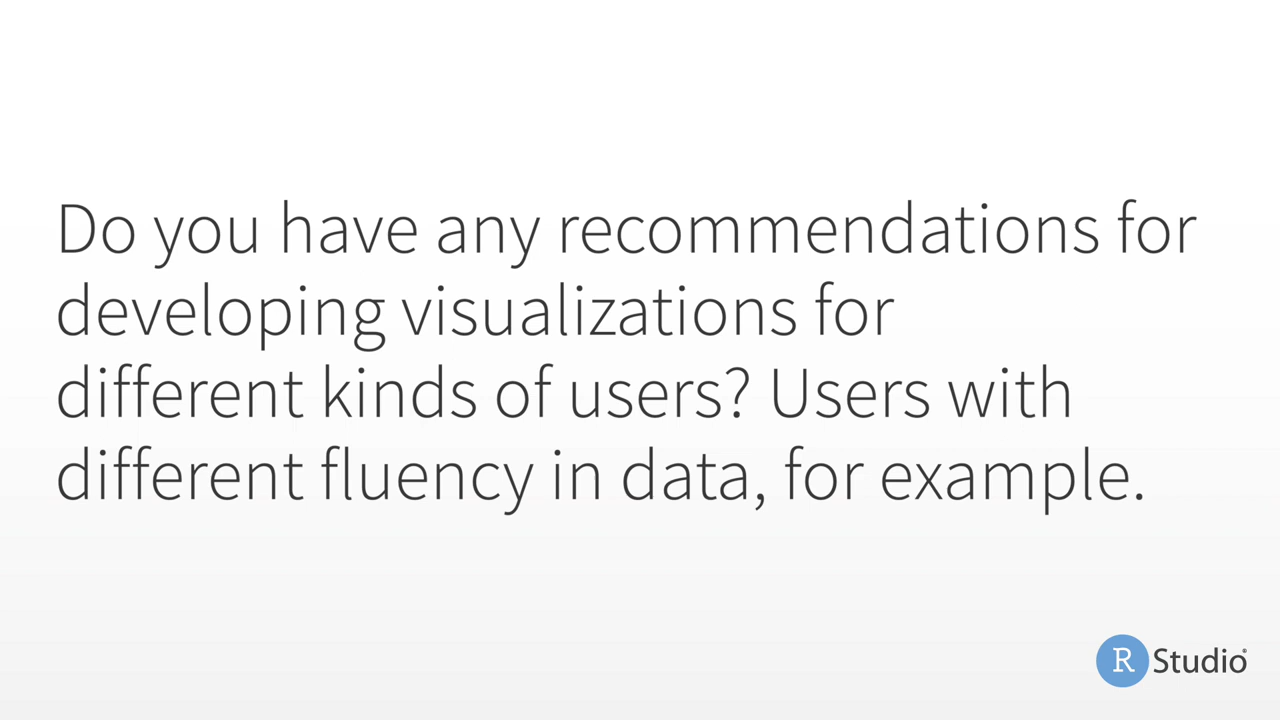 Do you have any recommendations for
developing visualizations for
different kinds of users? Users with
different fluency in data, for example.
R Studio®